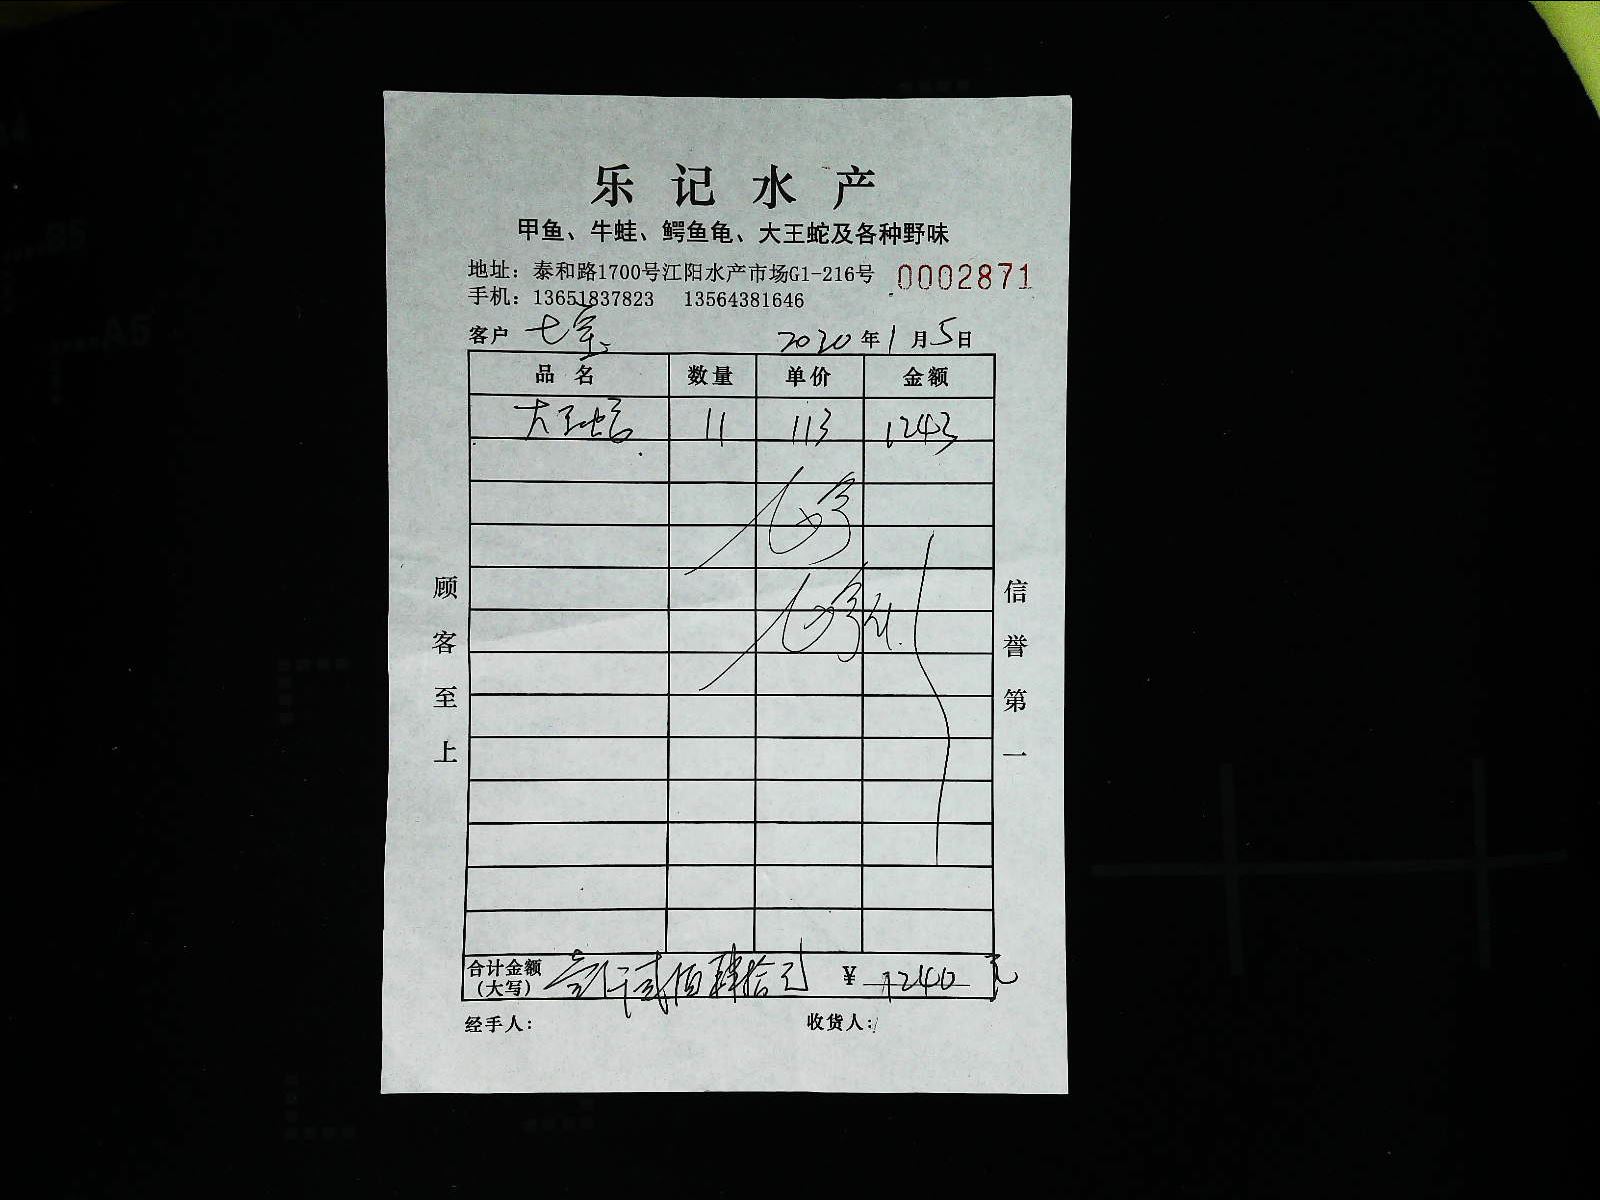 乐记水产
甲鱼、牛蛙、鳄鱼龟、大王蛇及各种野味
地址：泰和路1700号江阳水产市场G1-216号 0002871
手机：13651837823 13564381646
客户 七宝 2020年1月5日
品名 数量 单价 金额
大王蛇 11 113 1243
顾客至上
信誉第一
合计金额（大写） 壹仟贰佰肆拾元 ¥ 1240 元
经手人： 收货人：